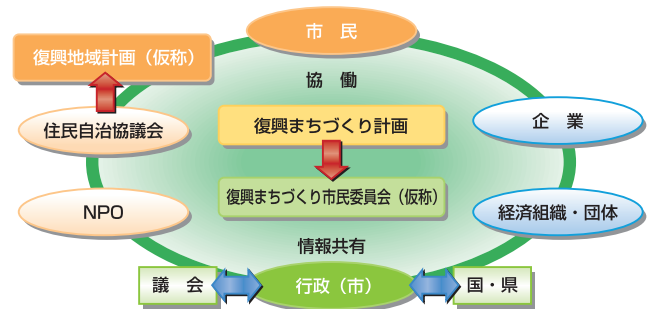 市　民
復興地域計画（仮称）
協　働
住民自治協議会
復興まちづくり計画
企　業
復興まちづくり市民委員会（仮称）
NPO
経済組織・団体
情報共有
議　会
行政（市）
国・県